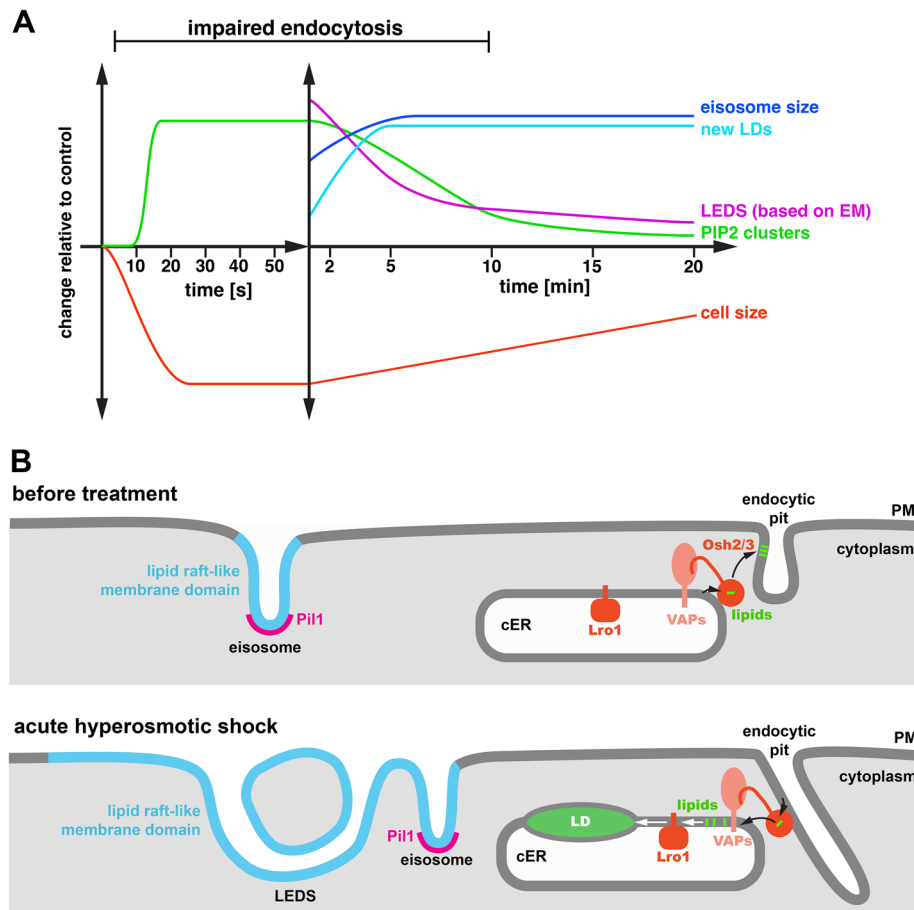 A
impaired endocytosis
change relative to control
eisosome size
new LDs
LEDS (based on EM)
PIP2 clusters
10 20 30 40 50
time [s]
2 5 10 15 20
time [min]
cell size
B
before treatment
endocytic
pit
PM
cytoplasm
Osh2/3
lipid raft-like
membrane domain
Pil1
eisosome
cER
Lro1
VAPs
lipids
acute hyperosmotic shock
endocytic
pit
PM
cytoplasm
lipid raft-like
membrane domain
LEDS
Pil1
eisosome
LD
lipids
cER
Lro1
VAPs